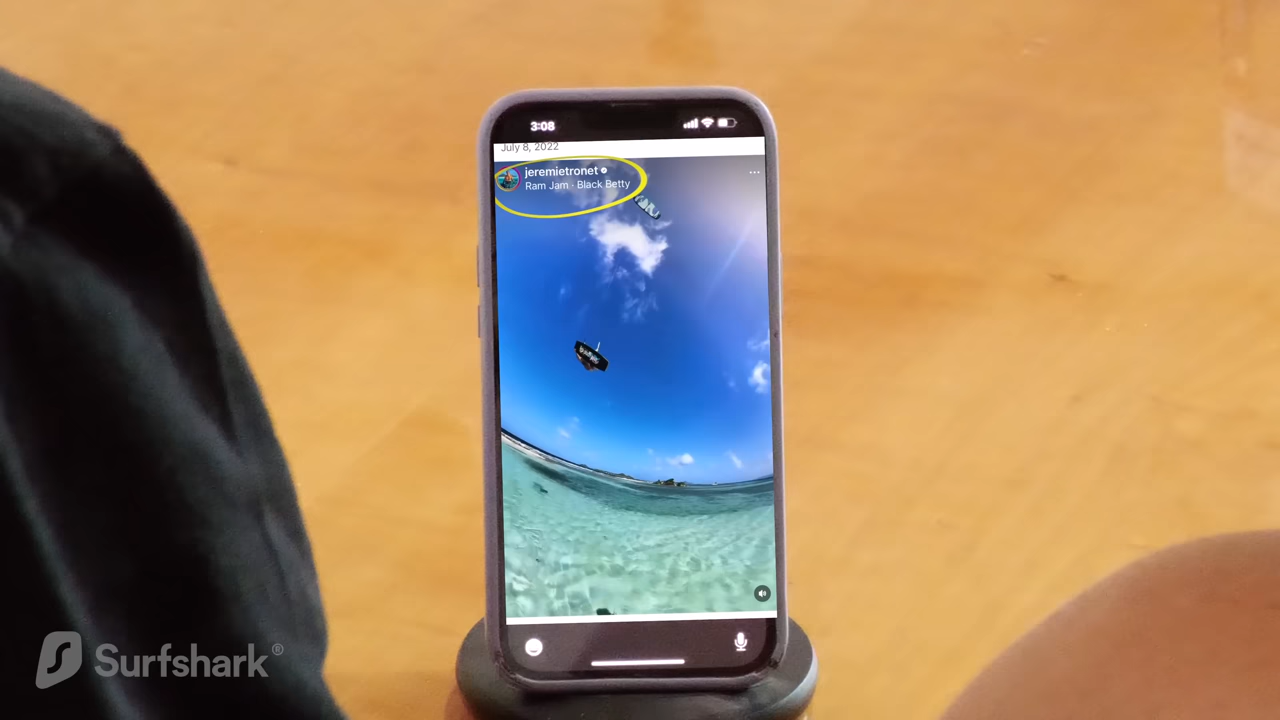 3:08
July 8, 2022
jeremietronet
Ram Jam · Black Betty
Surfshark®